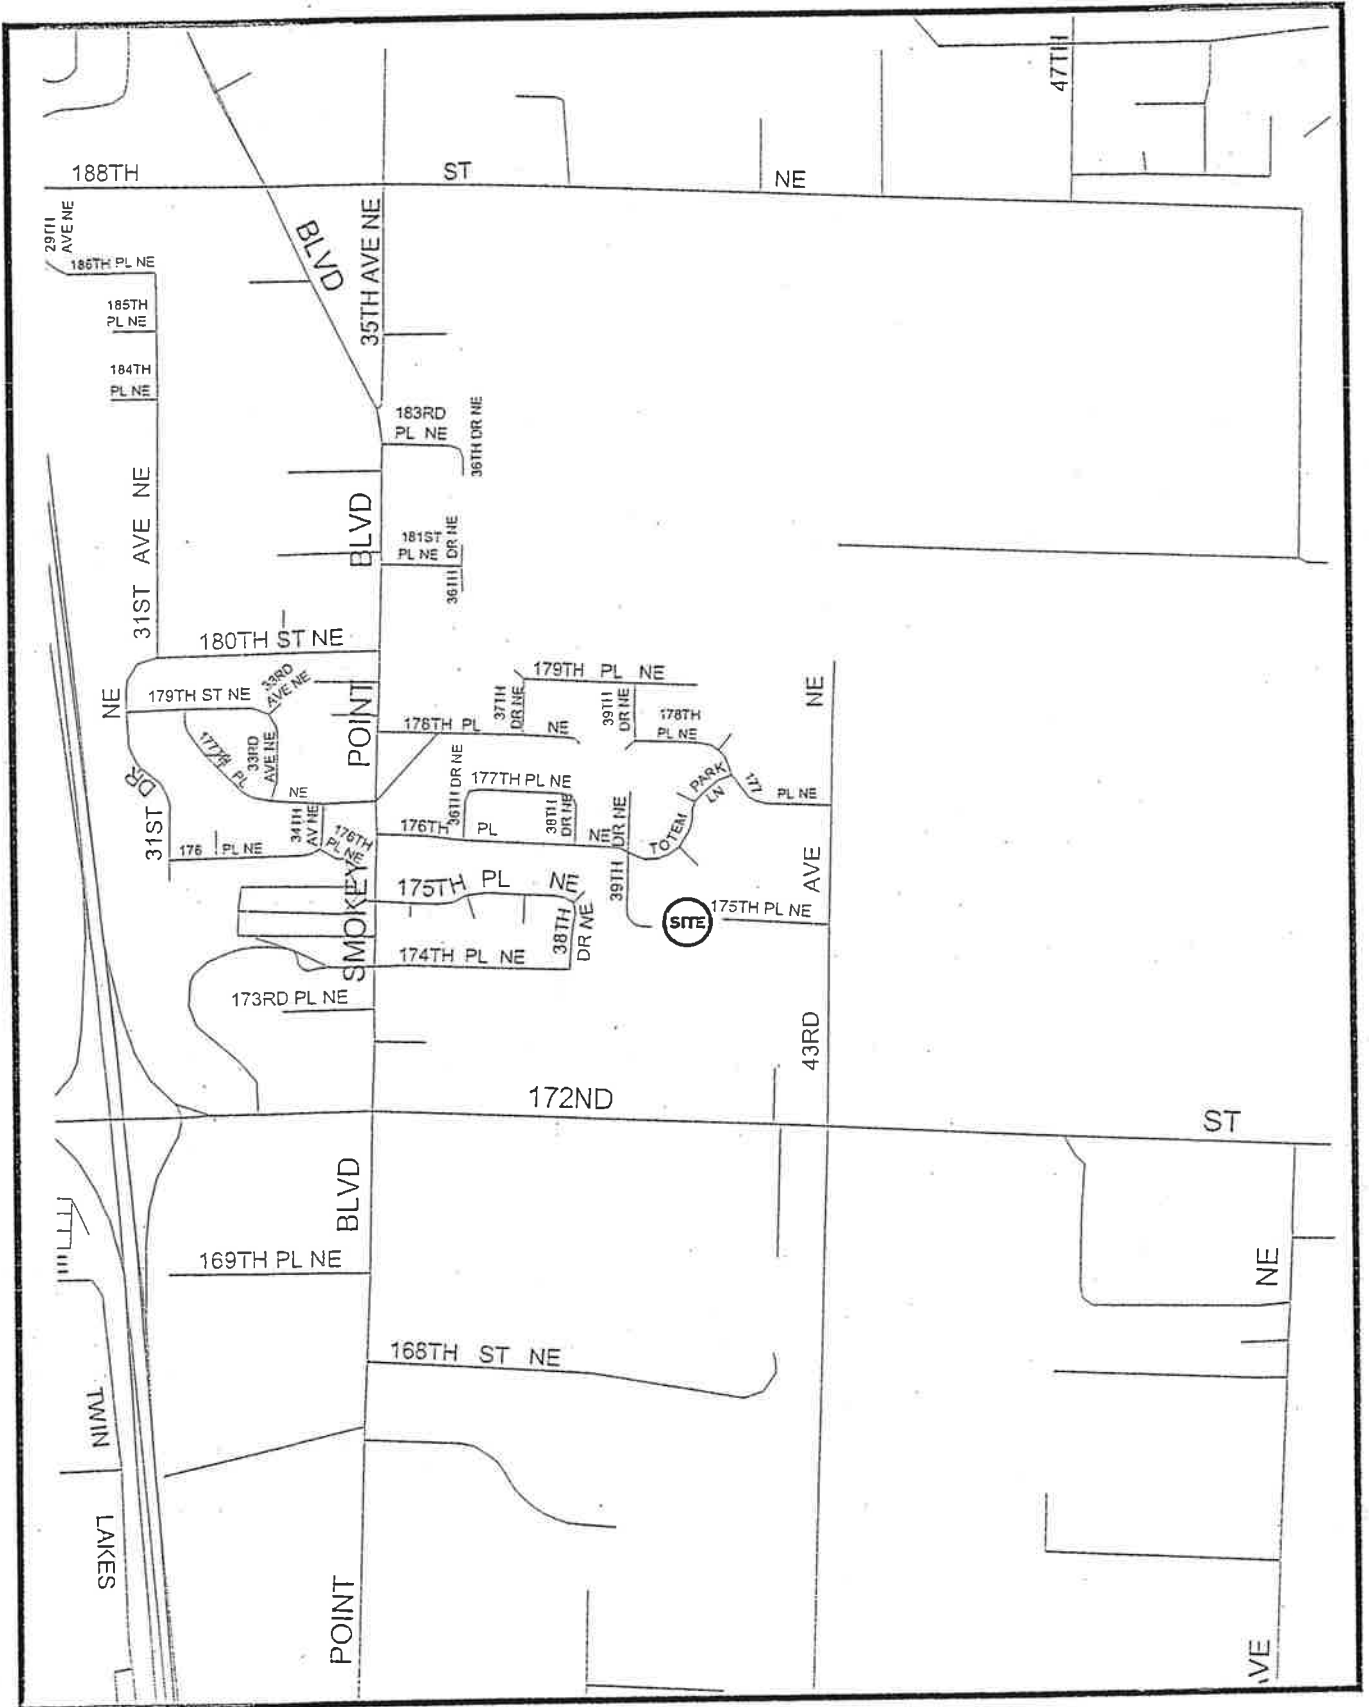 47TH
188TH ST NE
29TH
AVE NE
186TH PL NE
BLVD
35TH AVE NE
185TH
PL NE
184TH
PL NE
183RD
PL NE
36TH DR NE
31ST AVE NE
BLVD
181ST
PL NE
36TH DR NE
180TH ST NE
179TH PL NE
NE
179TH ST NE
33RD
AVE NE
37TH
DR NE
39TH
DR NE
178TH
PL NE
NE
POINT
178TH PL NE
177TH PL NE
33RD
AVE NE
36TH DR NE
177TH PL NE
38TH
DR NE
PARK
LN
177 PL NE
31ST DR
34TH
AV NE
176TH
PL NE
176TH PL NE
39TH DR NE
TOTEM
176 PL NE
AVE
SMOKEY
175TH PL NE
38TH
DR NE
SITE
175TH PL NE
174TH PL NE
173RD PL NE
43RD
172ND ST
BLVD
169TH PL NE
NE
168TH ST NE
TWIN
LAKES
POINT
VE